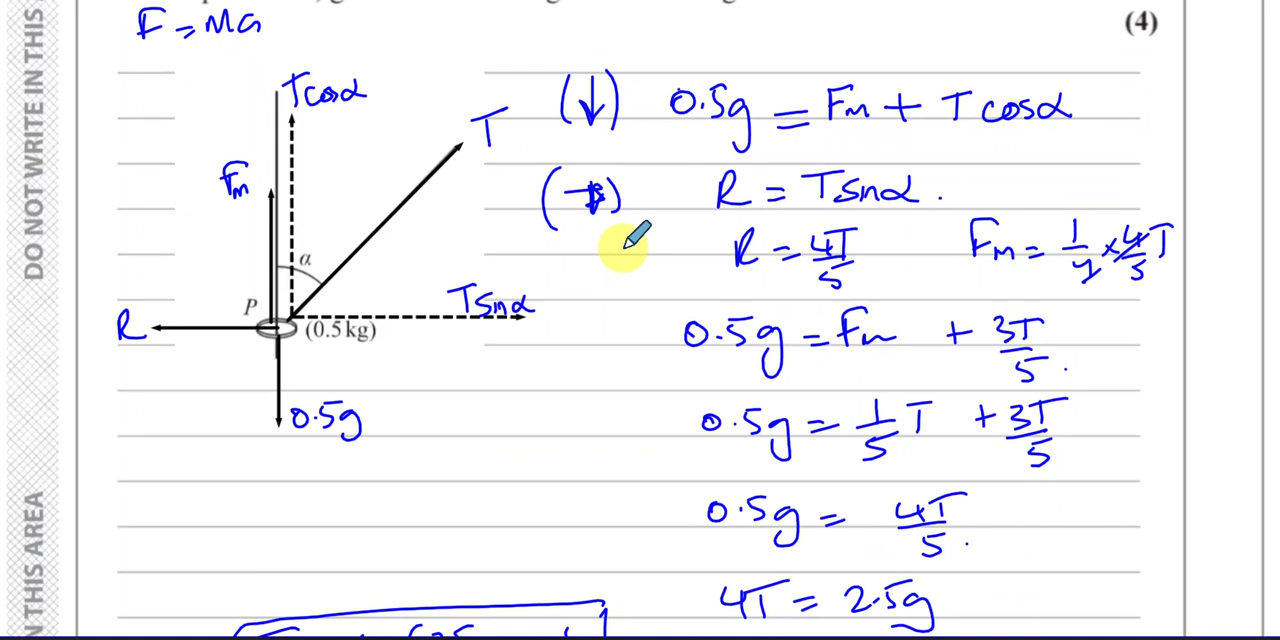 DO NOT WRITE IN THIS
N THIS AREA
(4)
F = Ma
Tcosα
T
Fm
α
P
R
(0.5 kg)
Tsinα
0.5g
(↓) 0.5g = Fm + Tcosα
R = Tsinα.
R = 4T/5 Fm = 1/4 × 4T/5
0.5g = Fm + 3T/5.
0.5g = 1/5 T + 3T/5
0.5g = 4T/5.
4T = 2.5g